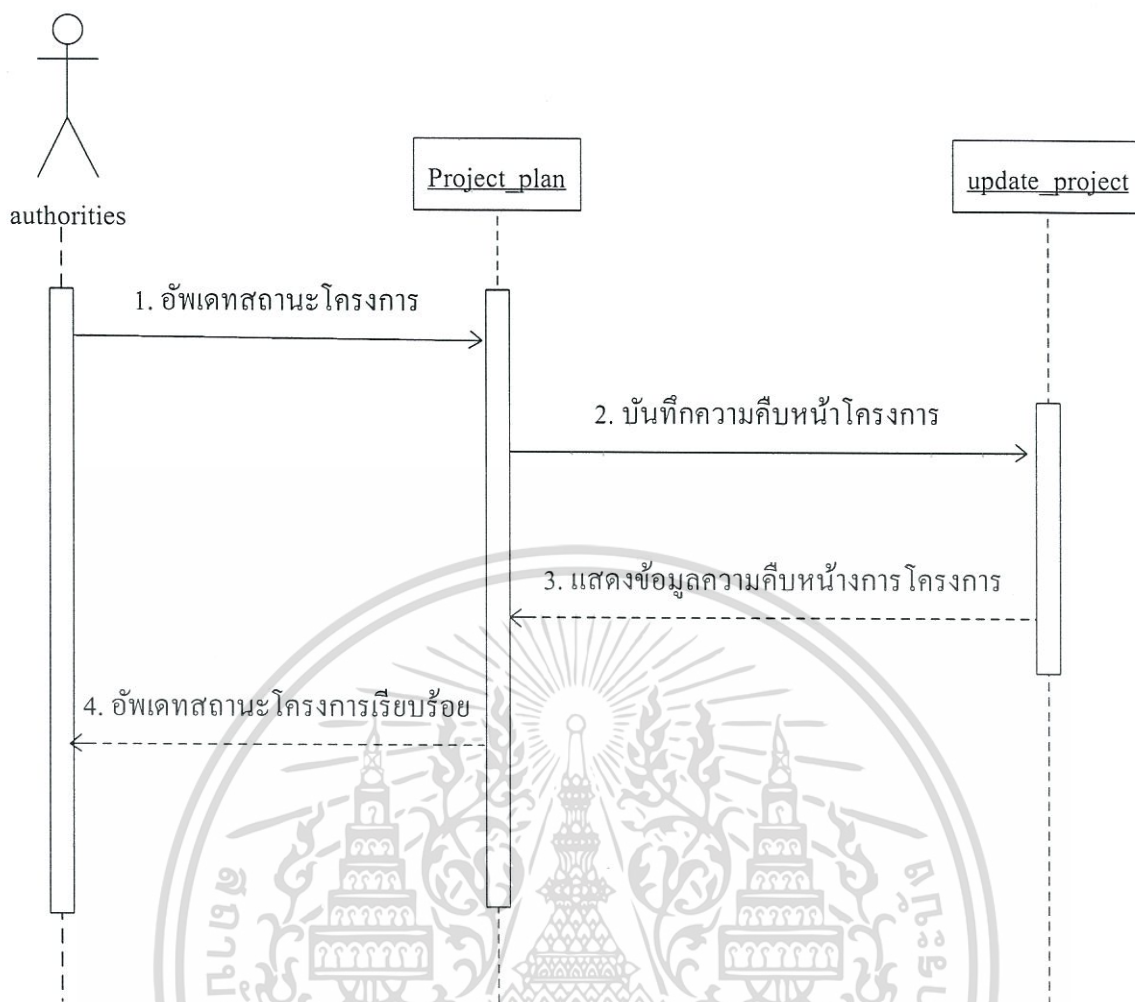 Project_plan
update_project
authorities
1. อัพเดทสถานะโครงการ
2. บันทึกความคืบหน้าโครงการ
3. แสดงข้อมูลความคืบหน้างการโครงการ
4. อัพเดทสถานะโครงการเรียบร้อย
สถาบั